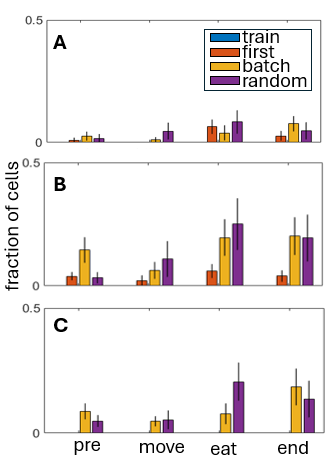 0.5
A
train
first
batch
random
0
0.5
B
0
0.5
C
0
fraction of cells
pre move eat end